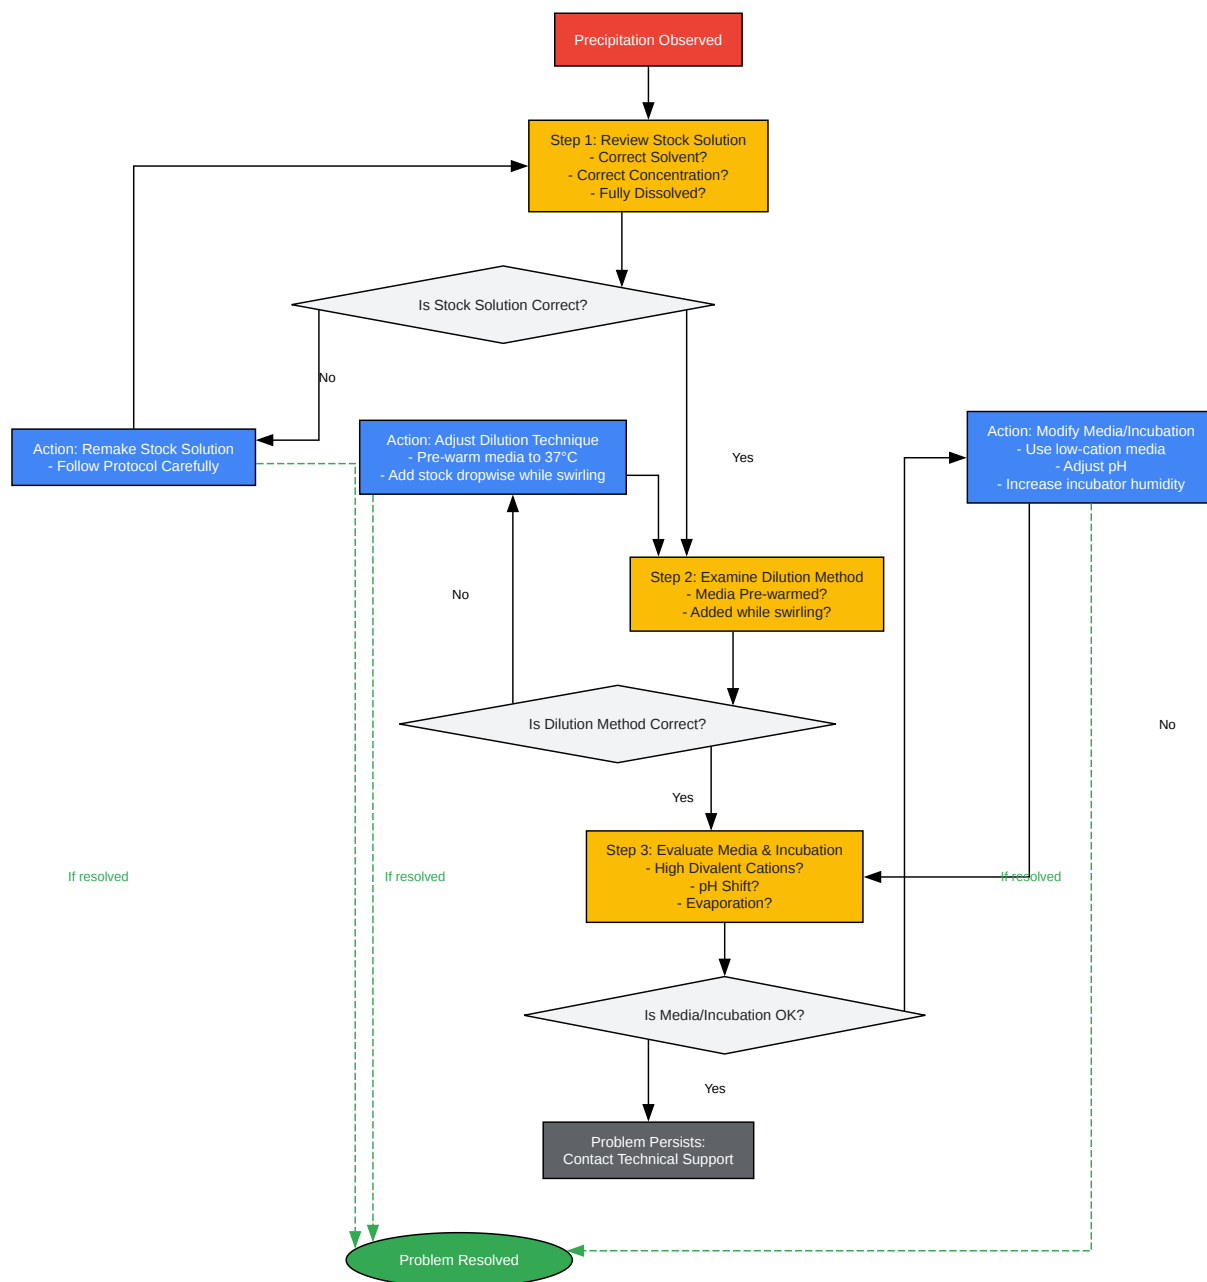 Precipitation Observed
Step 1: Review Stock Solution
- Correct Solvent?
- Correct Concentration?
- Fully Dissolved?
Is Stock Solution Correct?
No
Action: Remake Stock Solution
- Follow Protocol Carefully
Action: Adjust Dilution Technique
- Pre-warm media to 37°C
- Add stock dropwise while swirling
Yes
Action: Modify Media/Incubation
- Use low-cation media
- Adjust pH
- Increase incubator humidity
No
Step 2: Examine Dilution Method
- Media Pre-warmed?
- Added while swirling?
Is Dilution Method Correct?
No
Yes
Step 3: Evaluate Media & Incubation
- High Divalent Cations?
- pH Shift?
- Evaporation?
If resolved
If resolved
If resolved
Is Media/Incubation OK?
Yes
Problem Persists:
Contact Technical Support
Problem Resolved